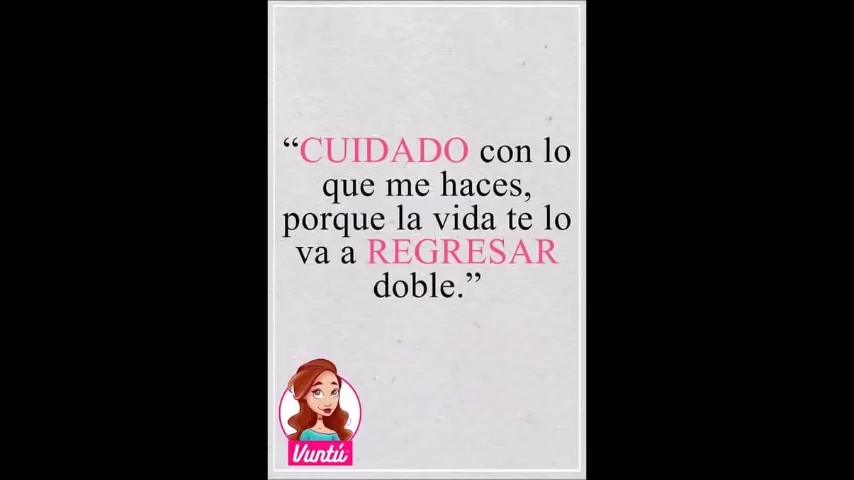 “CUIDADO con lo
que me haces,
porque la vida te lo
va a REGRESAR
doble.”
Vuntú